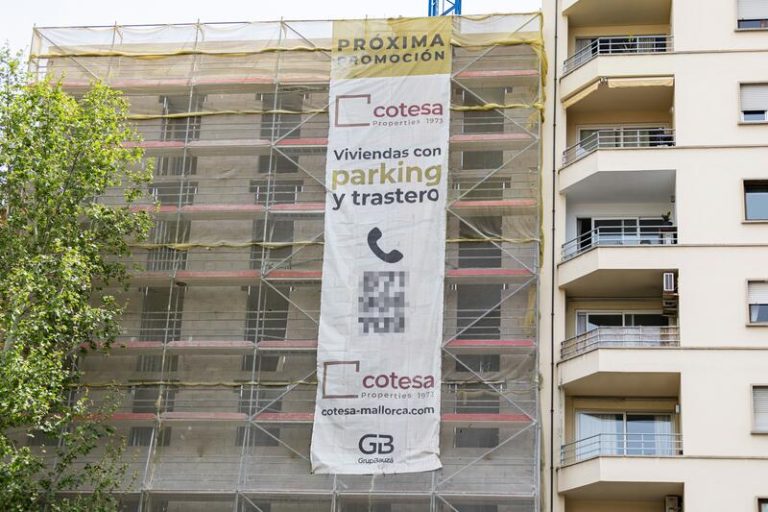 PRÓXIMA
PROMOCIÓN
cotesa
Properties 1973
Viviendas con
parking
y trastero
cotesa
Properties 1973
cotesa-mallorca.com
GB
GrupBauzá